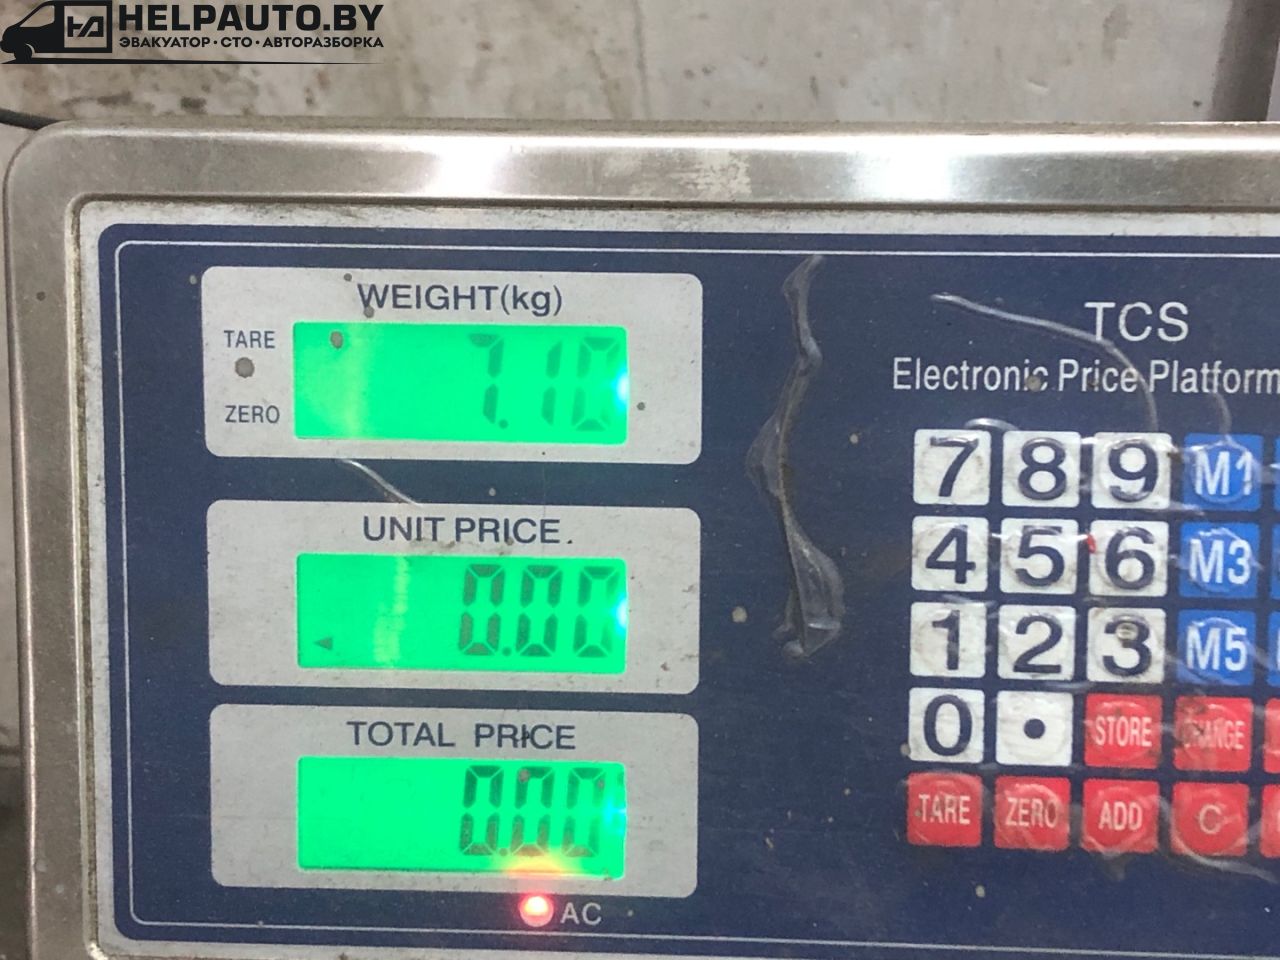 HELPAUTO.BY
ЭВАКУАТОР·СТО·АВТОРАЗБОРКА
WEIGHT(kg)
TARE
7.10
ZERO
TCS
Electronic Price Platform
UNIT PRICE
0.00
7 8 9 M1
4 5 6 M3
1 2 3 M5
0 • STORE CHANGE
TARE ZERO ADD C
TOTAL PRICE
0.00
AC